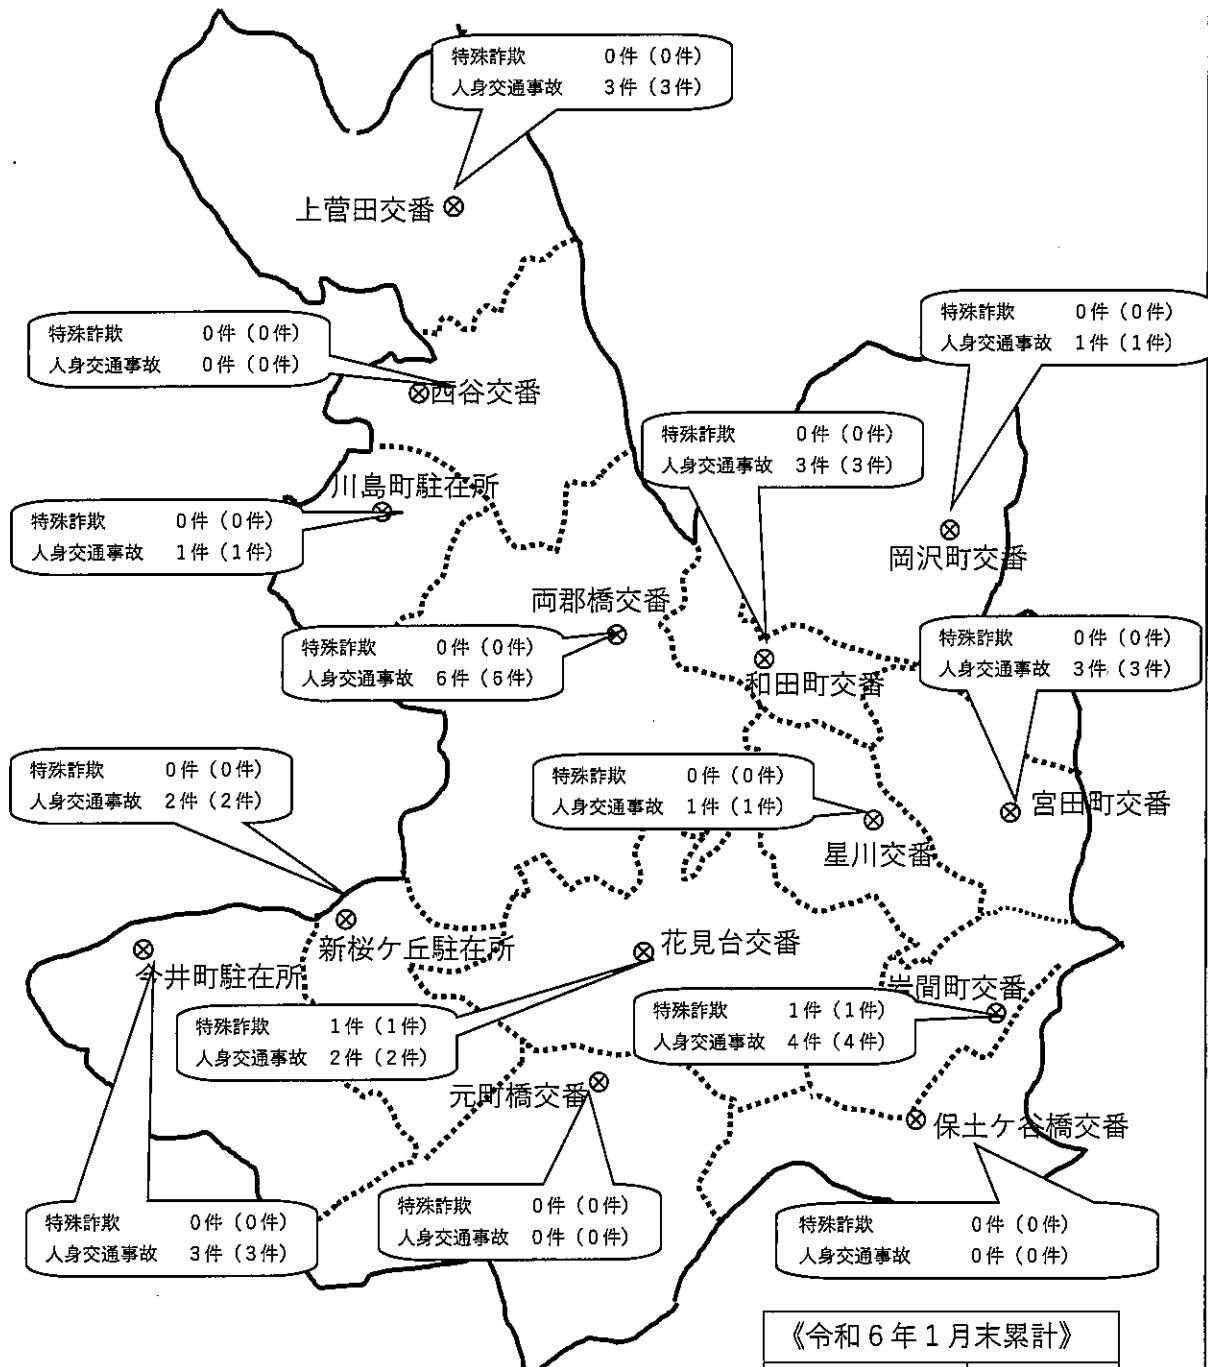 特殊詐欺 0件（0件）
人身交通事故 3件（3件）
上菅田交番
特殊詐欺 0件（0件）
人身交通事故 0件（0件）
西谷交番
特殊詐欺 0件（0件）
人身交通事故 1件（1件）
岡沢町交番
特殊詐欺 0件（0件）
人身交通事故 3件（3件）
和田町交番
川島町駐在所
特殊詐欺 0件（0件）
人身交通事故 1件（1件）
両郡橋交番
特殊詐欺 0件（0件）
人身交通事故 6件（6件）
特殊詐欺 0件（0件）
人身交通事故 3件（3件）
宮田町交番
特殊詐欺 0件（0件）
人身交通事故 2件（2件）
新桜ケ丘駐在所
特殊詐欺 0件（0件）
人身交通事故 1件（1件）
星川交番
今井町駐在所
花見台交番
特殊詐欺 1件（1件）
人身交通事故 2件（2件）
岩間町交番
特殊詐欺 1件（1件）
人身交通事故 4件（4件）
元町橋交番
保土ケ谷橋交番
特殊詐欺 0件（0件）
人身交通事故 3件（3件）
特殊詐欺 0件（0件）
人身交通事故 0件（0件）
特殊詐欺 0件（0件）
人身交通事故 0件（0件）
《令和６年１月末累計》